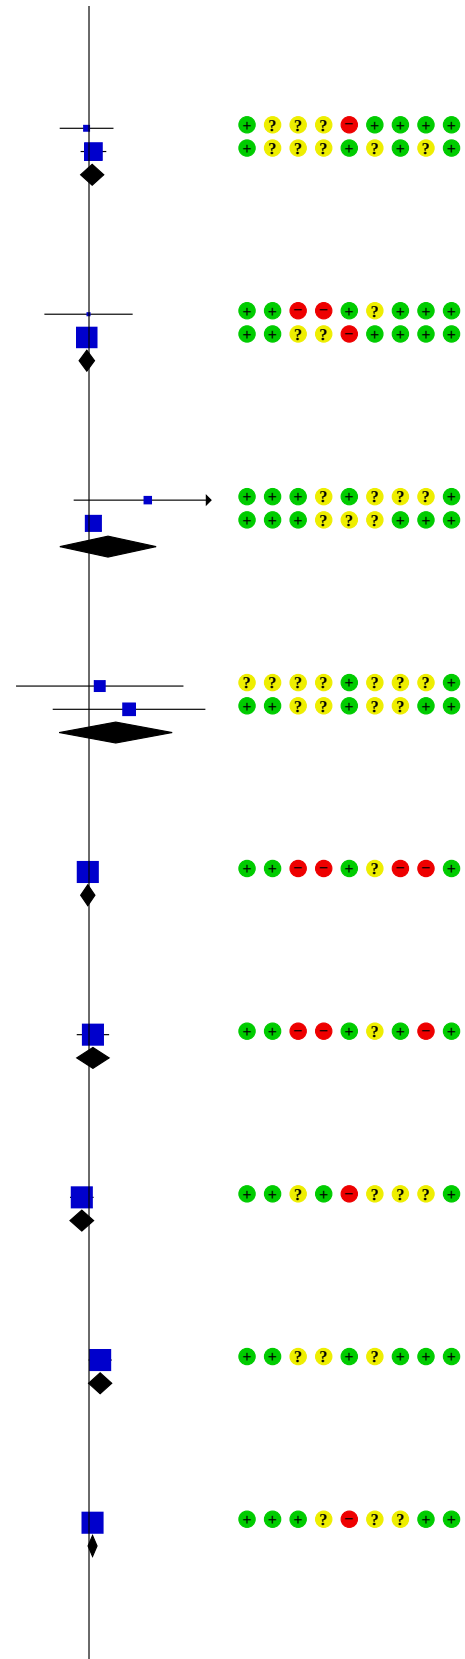 + ? ? ? − + + + +
+ ? ? ? + ? + ? +
+ + − − + ? + + +
+ + ? ? − + + + +
+ + + ? + ? ? ? +
+ + + ? ? ? + + +
? ? ? ? + ? ? ? +
+ + ? ? + ? ? + +
+ + − − + ? − − +
+ + − − + ? + − +
+ + ? + − ? ? ? +
+ + ? ? + ? + + +
+ + + ? − ? ? + +